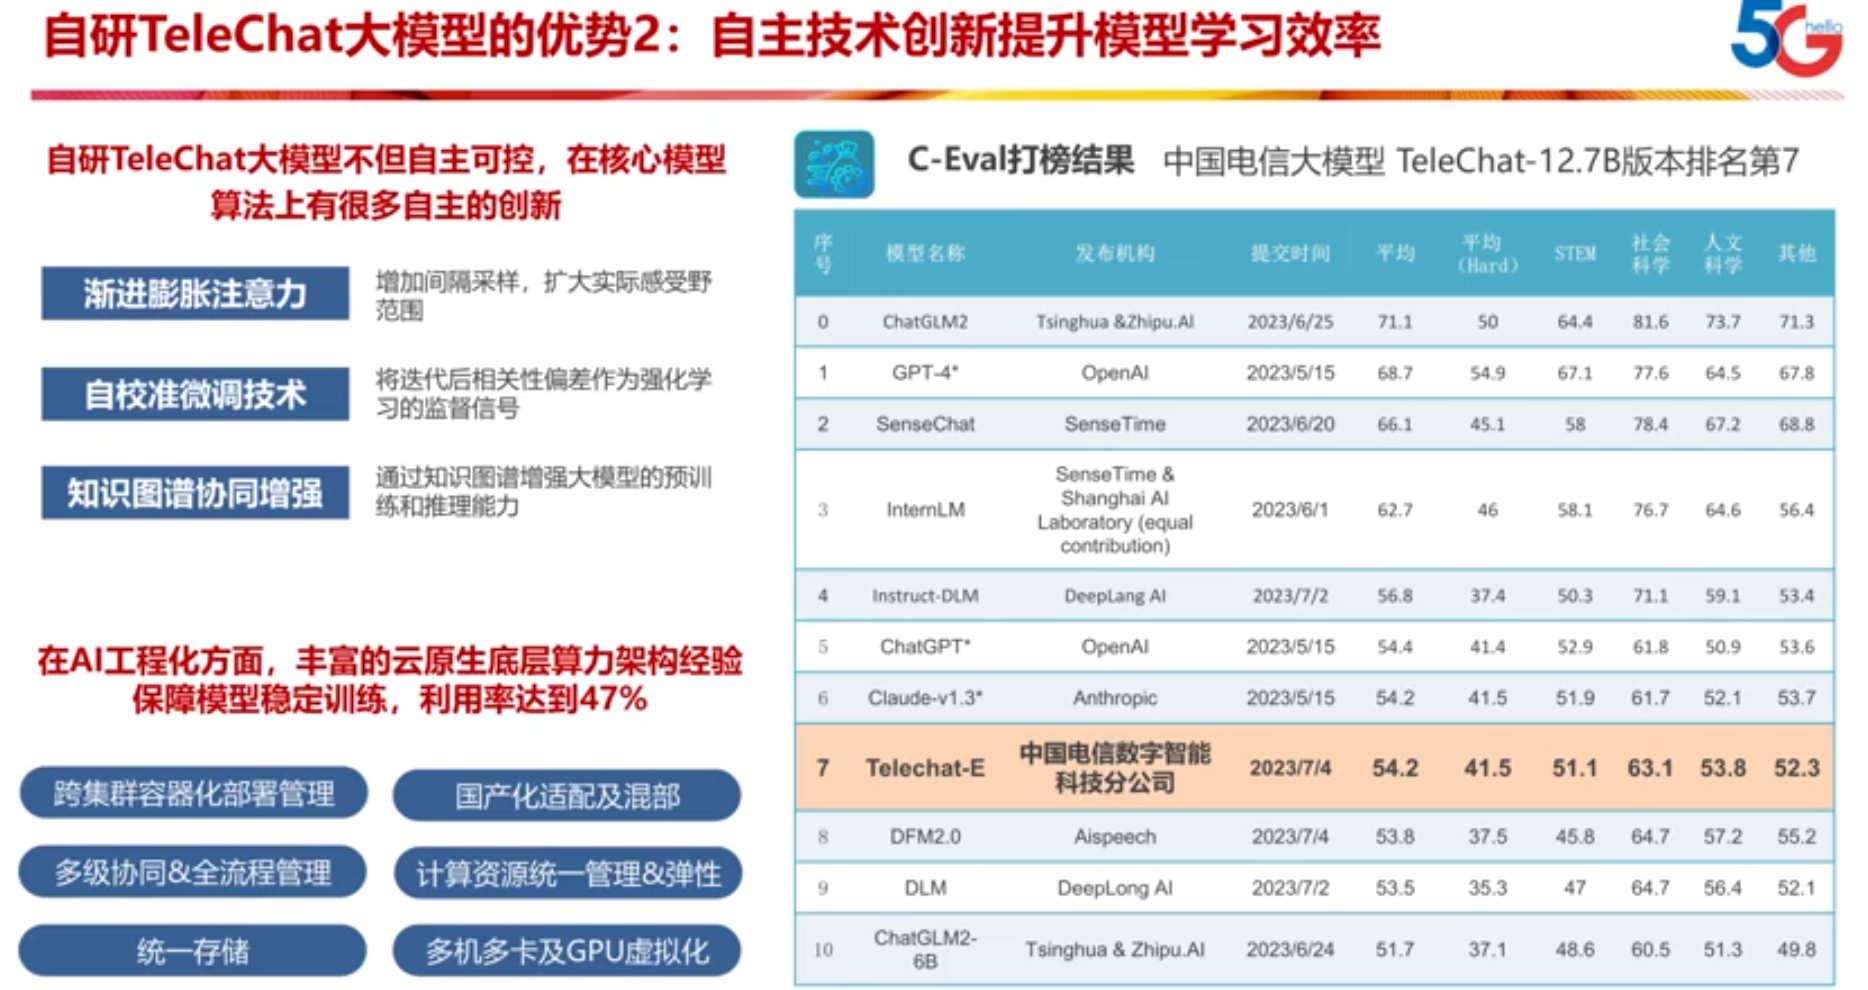 自研TeleChat大模型的优势2：自主技术创新提升模型学习效率
5G
hello
自研TeleChat大模型不但自主可控，在核心模型
算法上有很多自主的创新
渐进膨胀注意力
增加间隔采样，扩大实际感受野
范围
自校准微调技术
将迭代后相关性偏差作为强化学
习的监督信号
知识图谱协同增强
通过知识图谱增强大模型的预训
练和推理能力
在AI工程化方面，丰富的云原生底层算力架构经验
保障模型稳定训练，利用率达到47%
跨集群容器化部署管理
国产化适配及混部
多级协同&全流程管理
计算资源统一管理&弹性
统一存储
多机多卡及GPU虚拟化
C-Eval打榜结果 中国电信大模型 TeleChat-12.7B版本排名第7
序号 模型名称 发布机构 提交时间 平均 平均（Hard） STEM 社会科学 人文科学 其他
0 ChatGLM2 Tsinghua &Zhipu.AI 2023/6/25 71.1 50 64.4 81.6 73.7 71.3
1 GPT-4* OpenAI 2023/5/15 68.7 54.9 67.1 77.6 64.5 67.8
2 SenseChat SenseTime 2023/6/20 66.1 45.1 58 78.4 67.2 68.8
3 InternLM SenseTime & Shanghai AI Laboratory (equal contribution) 2023/6/1 62.7 46 58.1 76.7 64.6 56.4
4 Instruct-DLM DeepLang AI 2023/7/2 56.8 37.4 50.3 71.1 59.1 53.4
5 ChatGPT* OpenAI 2023/5/15 54.4 41.4 52.9 61.8 50.9 53.6
6 Claude-v1.3* Anthropic 2023/5/15 54.2 41.5 51.9 61.7 52.1 53.7
7 Telechat-E 中国电信数字智能科技分公司 2023/7/4 54.2 41.5 51.1 63.1 53.8 52.3
8 DFM2.0 Aispeech 2023/7/4 53.8 37.5 45.8 64.7 57.2 55.2
9 DLM DeepLong AI 2023/7/2 53.5 35.3 47 64.7 56.4 52.1
10 ChatGLM2-6B Tsinghua & Zhipu.AI 2023/6/24 51.7 37.1 48.6 60.5 51.3 49.8